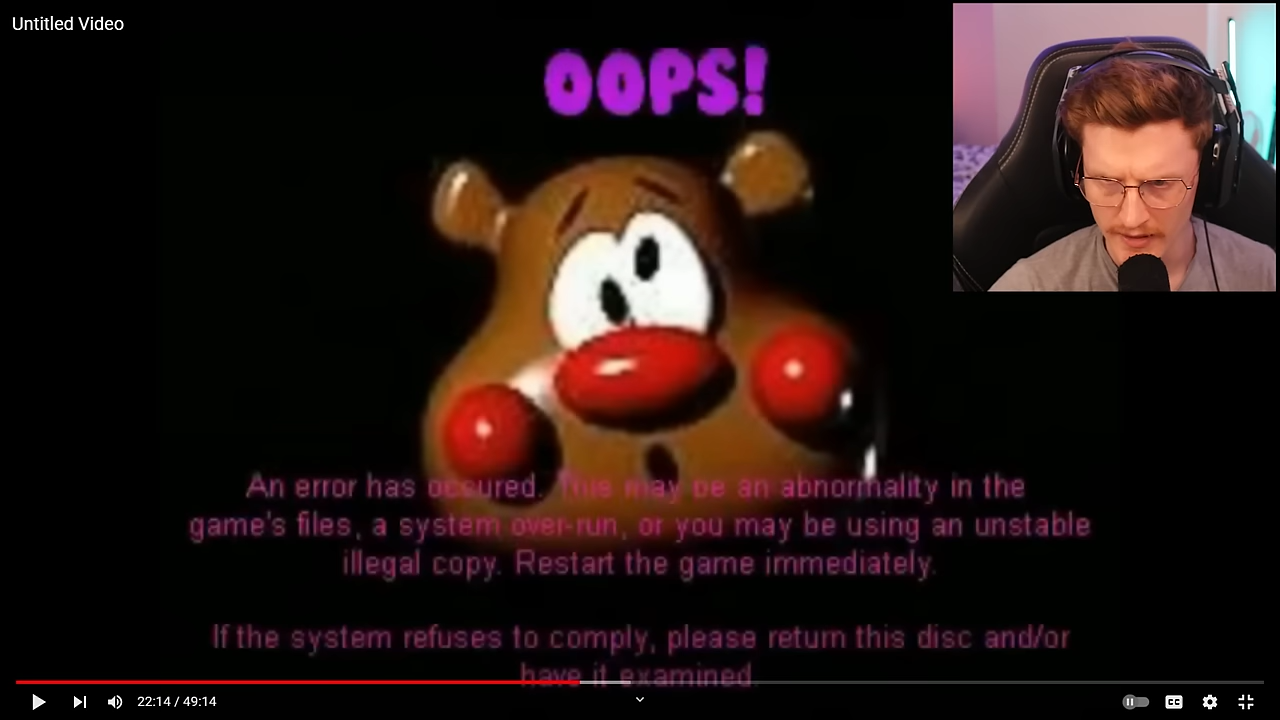 Untitled Video
OOPS!
An error has occured. This may be an abnormality in the
game's files, a system over-run, or you may be using an unstable
illegal copy. Restart the game immediately.
If the system refuses to comply, please return this disc and/or
have it examined.
22:14 / 49:14
CC